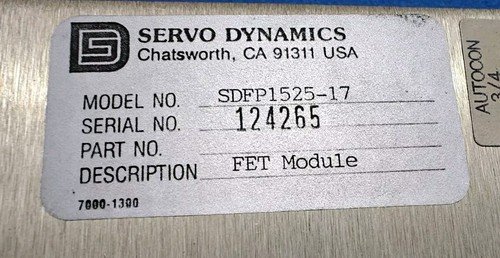 SERVO DYNAMICS
Chatsworth, CA 91311 USA
MODEL NO. SDFP1525-17
SERIAL NO. 124265
PART NO.
DESCRIPTION FET Module
7000-1300
AUTOCON
3/4